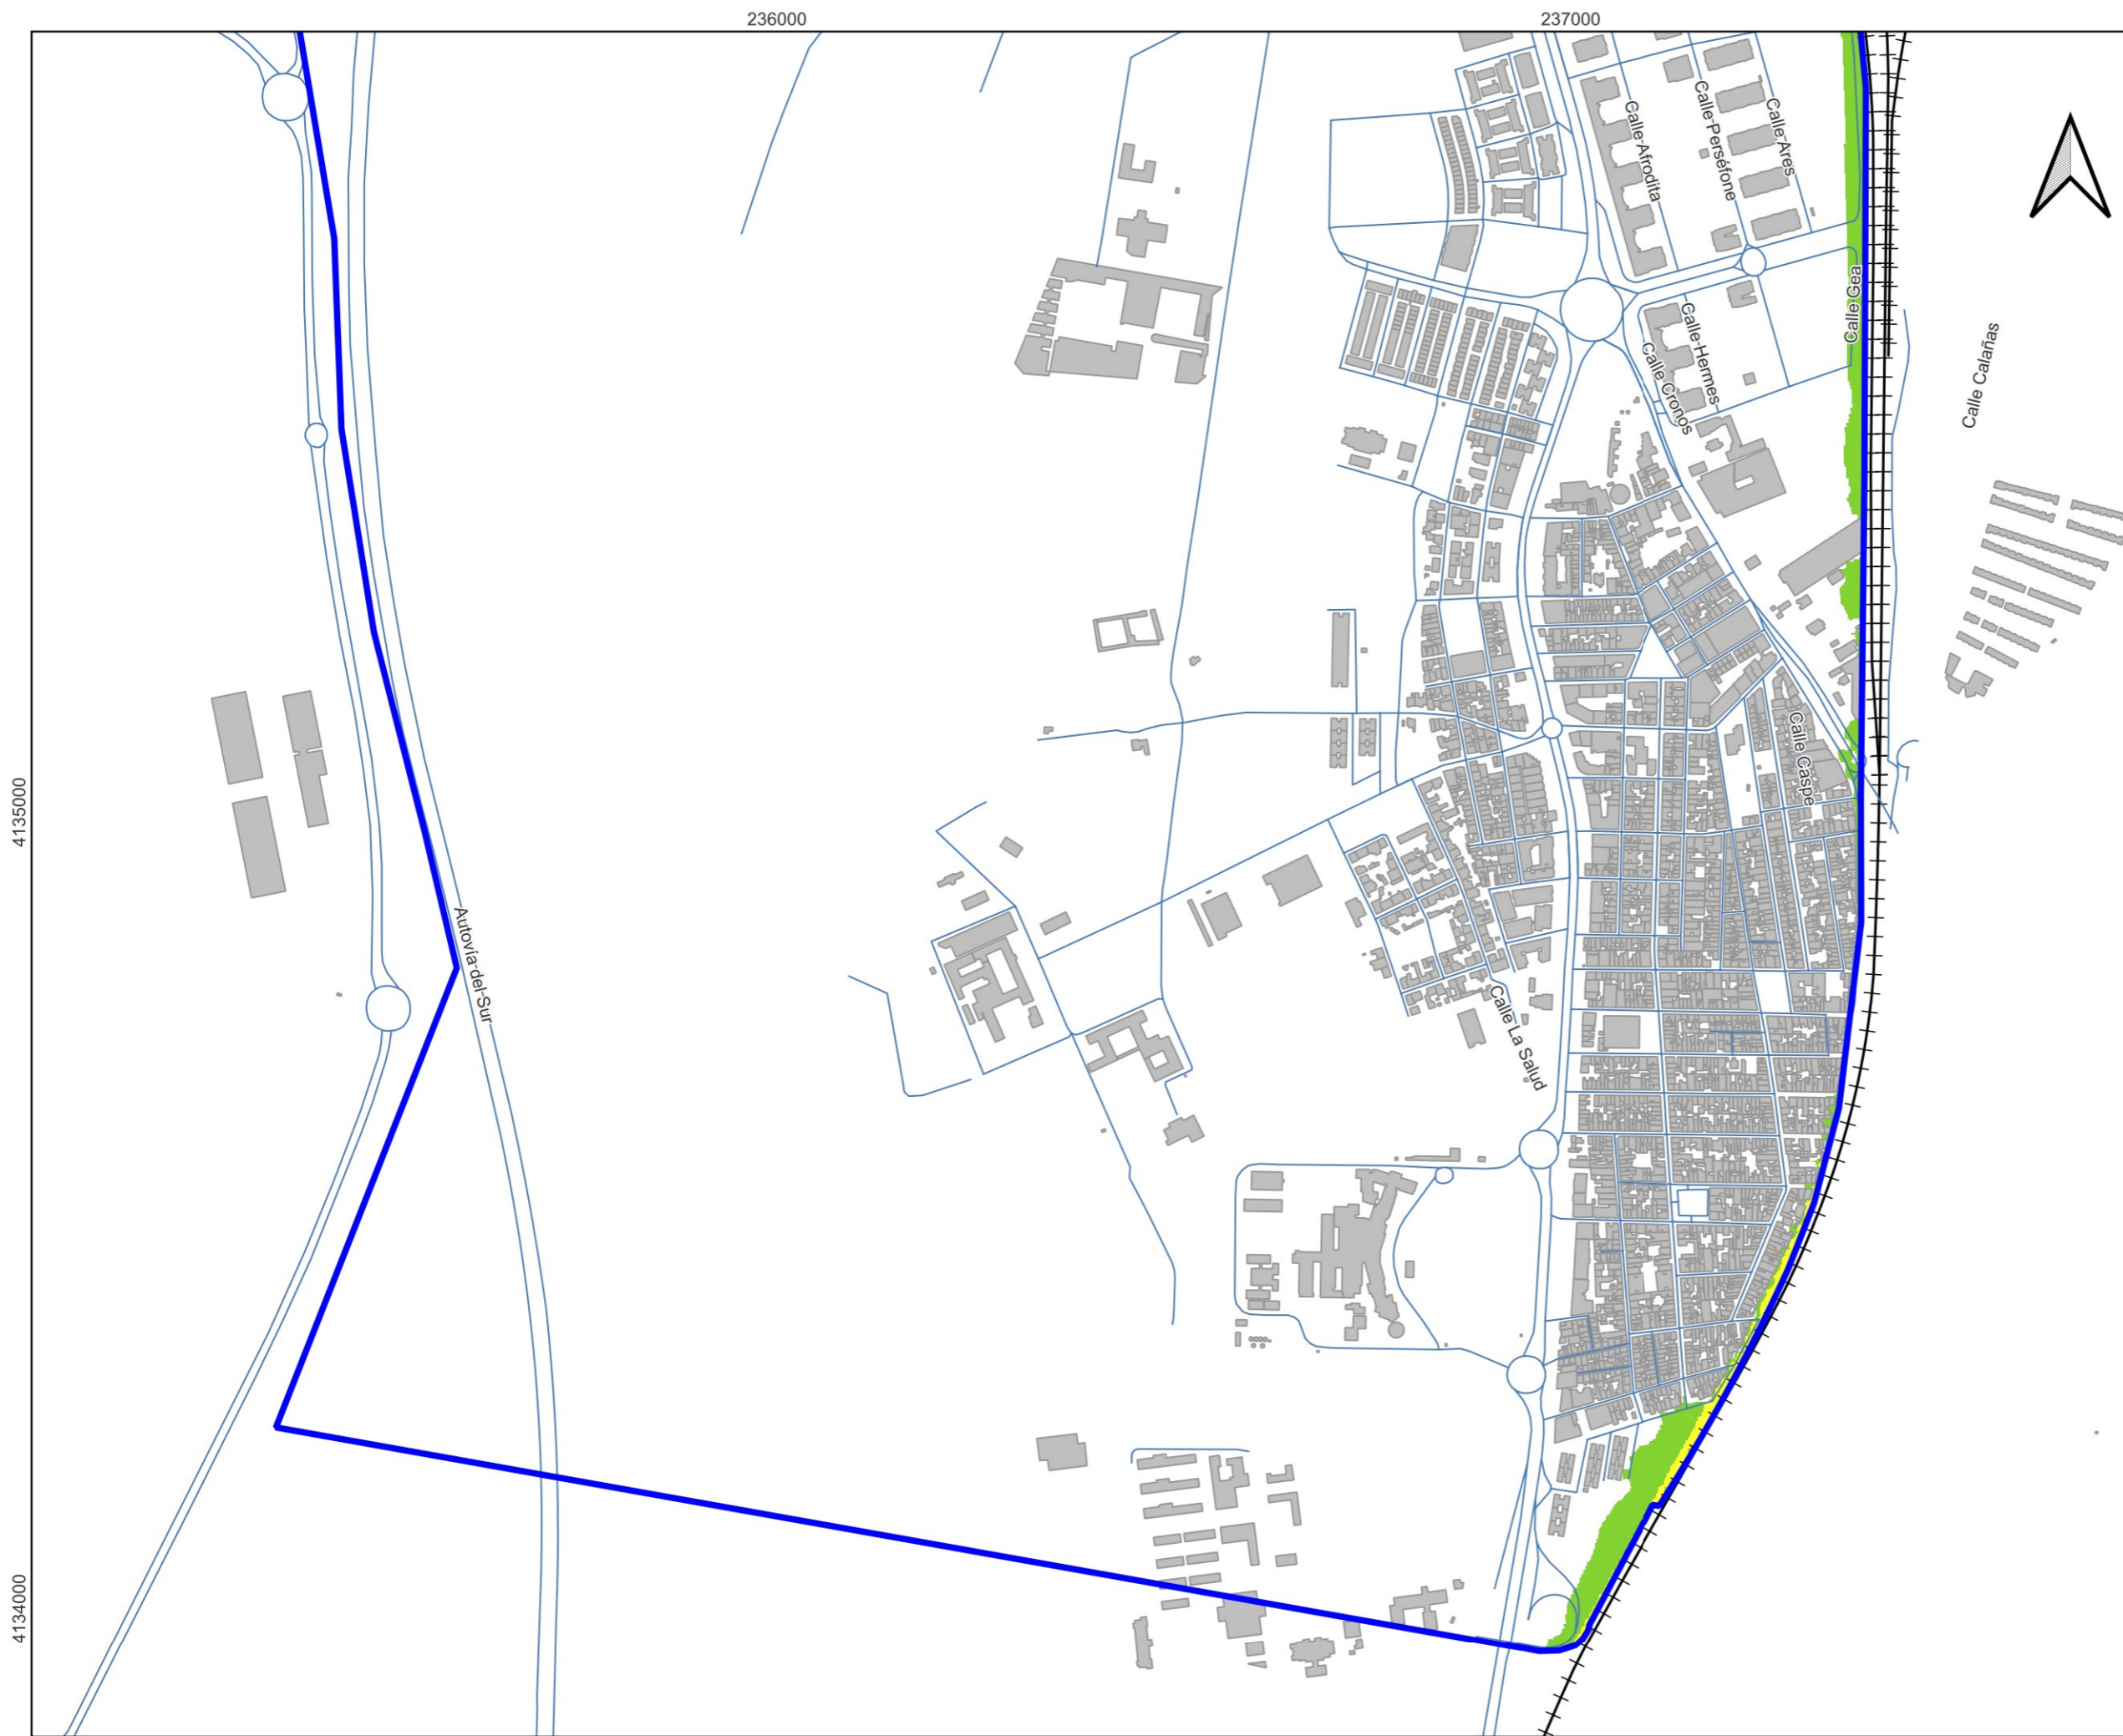 236000
237000
Calle Afrodita
Calle Perséfone
Calle Ares
Calle Gea
Calle Hermes
Calle Cronos
Calle Calañas
4135000
Calle Caspe
Autovía del Sur
Calle La Salud
4134000